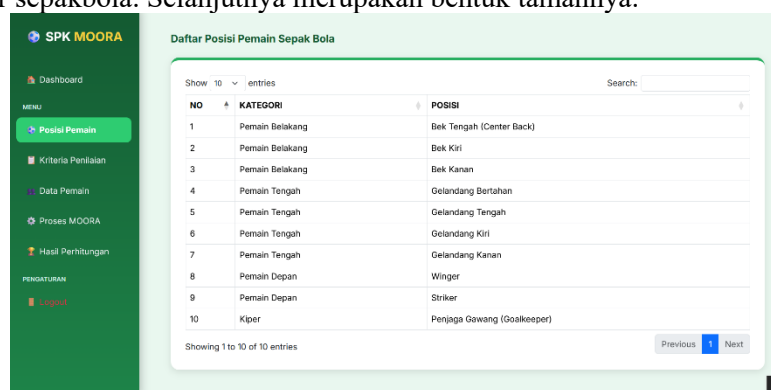 r sepakbola. Selanjutnya merupakan bentuk tamannya.
SPK MOORA
Dashboard
MENU
Posisi Pemain
Kriteria Penilaian
Data Pemain
Proses MOORA
Hasil Perhitungan
PENGATURAN
Logout
Daftar Posisi Pemain Sepak Bola
Show 10 entries Search:
NO KATEGORI POSISI
1 Pemain Belakang Bek Tengah (Center Back)
2 Pemain Belakang Bek Kiri
3 Pemain Belakang Bek Kanan
4 Pemain Tengah Gelandang Bertahan
5 Pemain Tengah Gelandang Tengah
6 Pemain Tengah Gelandang Kiri
7 Pemain Tengah Gelandang Kanan
8 Pemain Depan Winger
9 Pemain Depan Striker
10 Kiper Penjaga Gawang (Goalkeeper)
Showing 1 to 10 of 10 entries Previous 1 Next